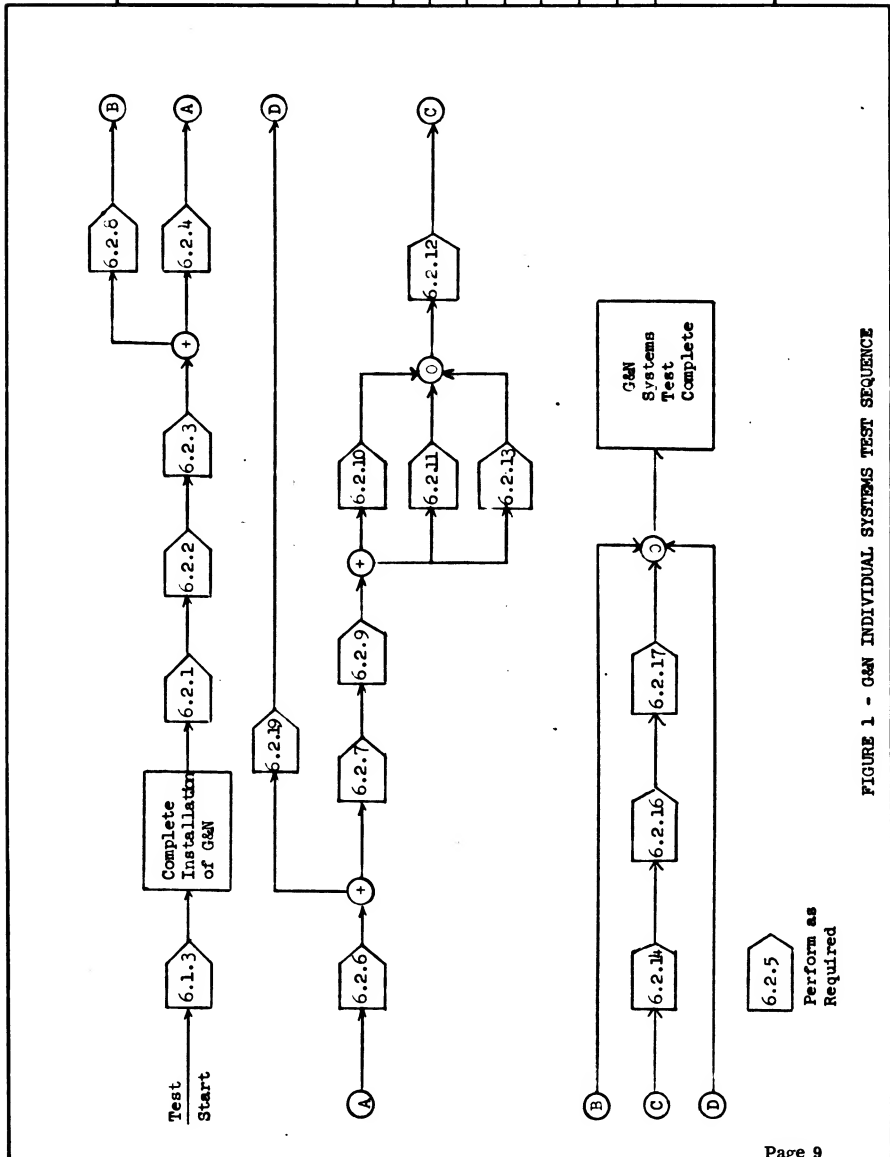 Test
Start
6.1.3
Complete
Installation
of G&N
6.2.1
6.2.2
6.2.3
+
6.2.8
B
6.2.4
A
6.2.19
D
A
6.2.6
+
6.2.7
6.2.9
+
6.2.10
6.2.11
6.2.13
O
6.2.12
C
B
C
D
6.2.14
6.2.16
6.2.17
C
G&N
Systems
Test
Complete
6.2.5
Perform as
Required
FIGURE 1 - G&N INDIVIDUAL SYSTEMS TEST SEQUENCE
Page 9